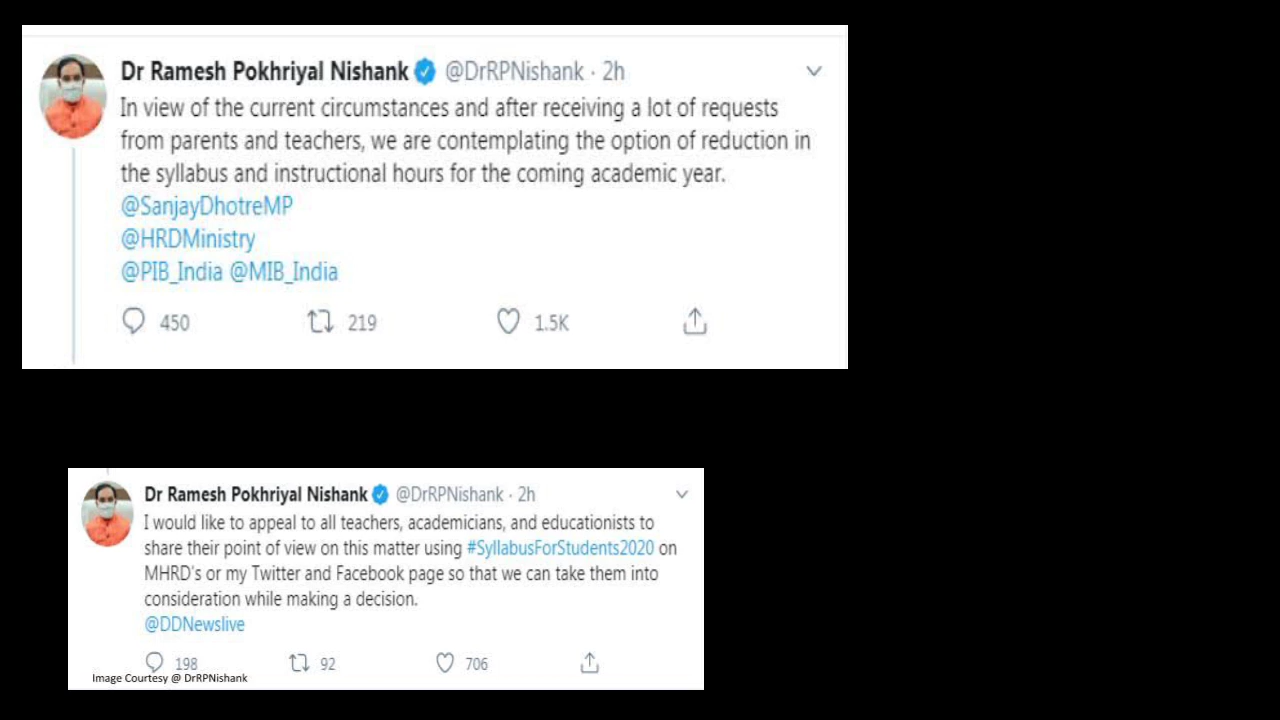 Dr Ramesh Pokhriyal Nishank @DrRPNishank · 2h
In view of the current circumstances and after receiving a lot of requests
from parents and teachers, we are contemplating the option of reduction in
the syllabus and instructional hours for the coming academic year.
@SanjayDhotreMP
@HRDMinistry
@PIB_India @MIB_India
450 219 1.5K
Dr Ramesh Pokhriyal Nishank @DrRPNishank · 2h
I would like to appeal to all teachers, academicians, and educationists to
share their point of view on this matter using #SyllabusForStudents2020 on
MHRD's or my Twitter and Facebook page so that we can take them into
consideration while making a decision.
@DDNewslive
198 92 706
Image Courtesy @ DrRPNishank